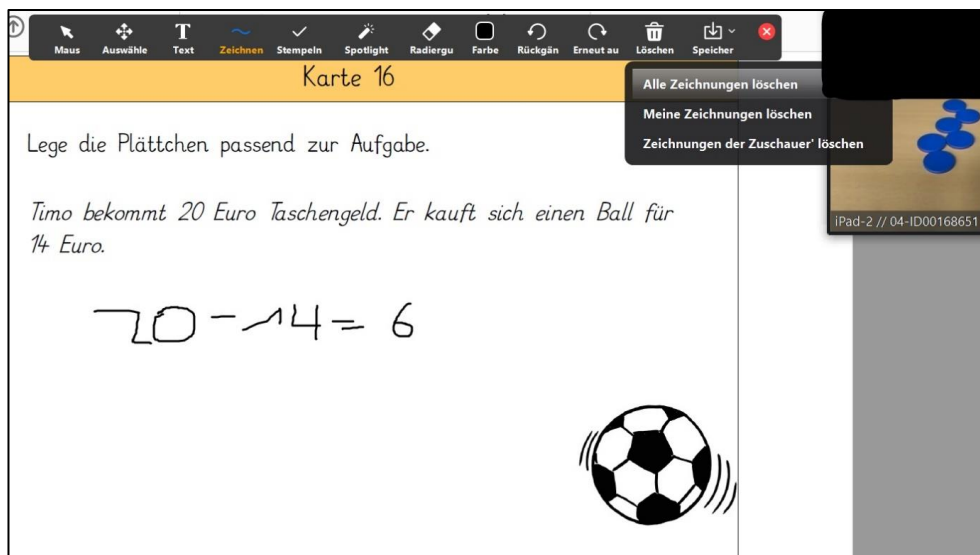 Maus Auswähle Text Zeichnen Stempeln Spotlight Radiergu Farbe Rückgän Erneut au Löschen Speicher
Karte 16
Alle Zeichnungen löschen
Meine Zeichnungen löschen
Zeichnungen der Zuschauer' löschen
Lege die Plättchen passend zur Aufgabe.
Timo bekommt 20 Euro Taschengeld. Er kauft sich einen Ball für
14 Euro.
iPad-2 // 04-ID00168651
20-14= 6